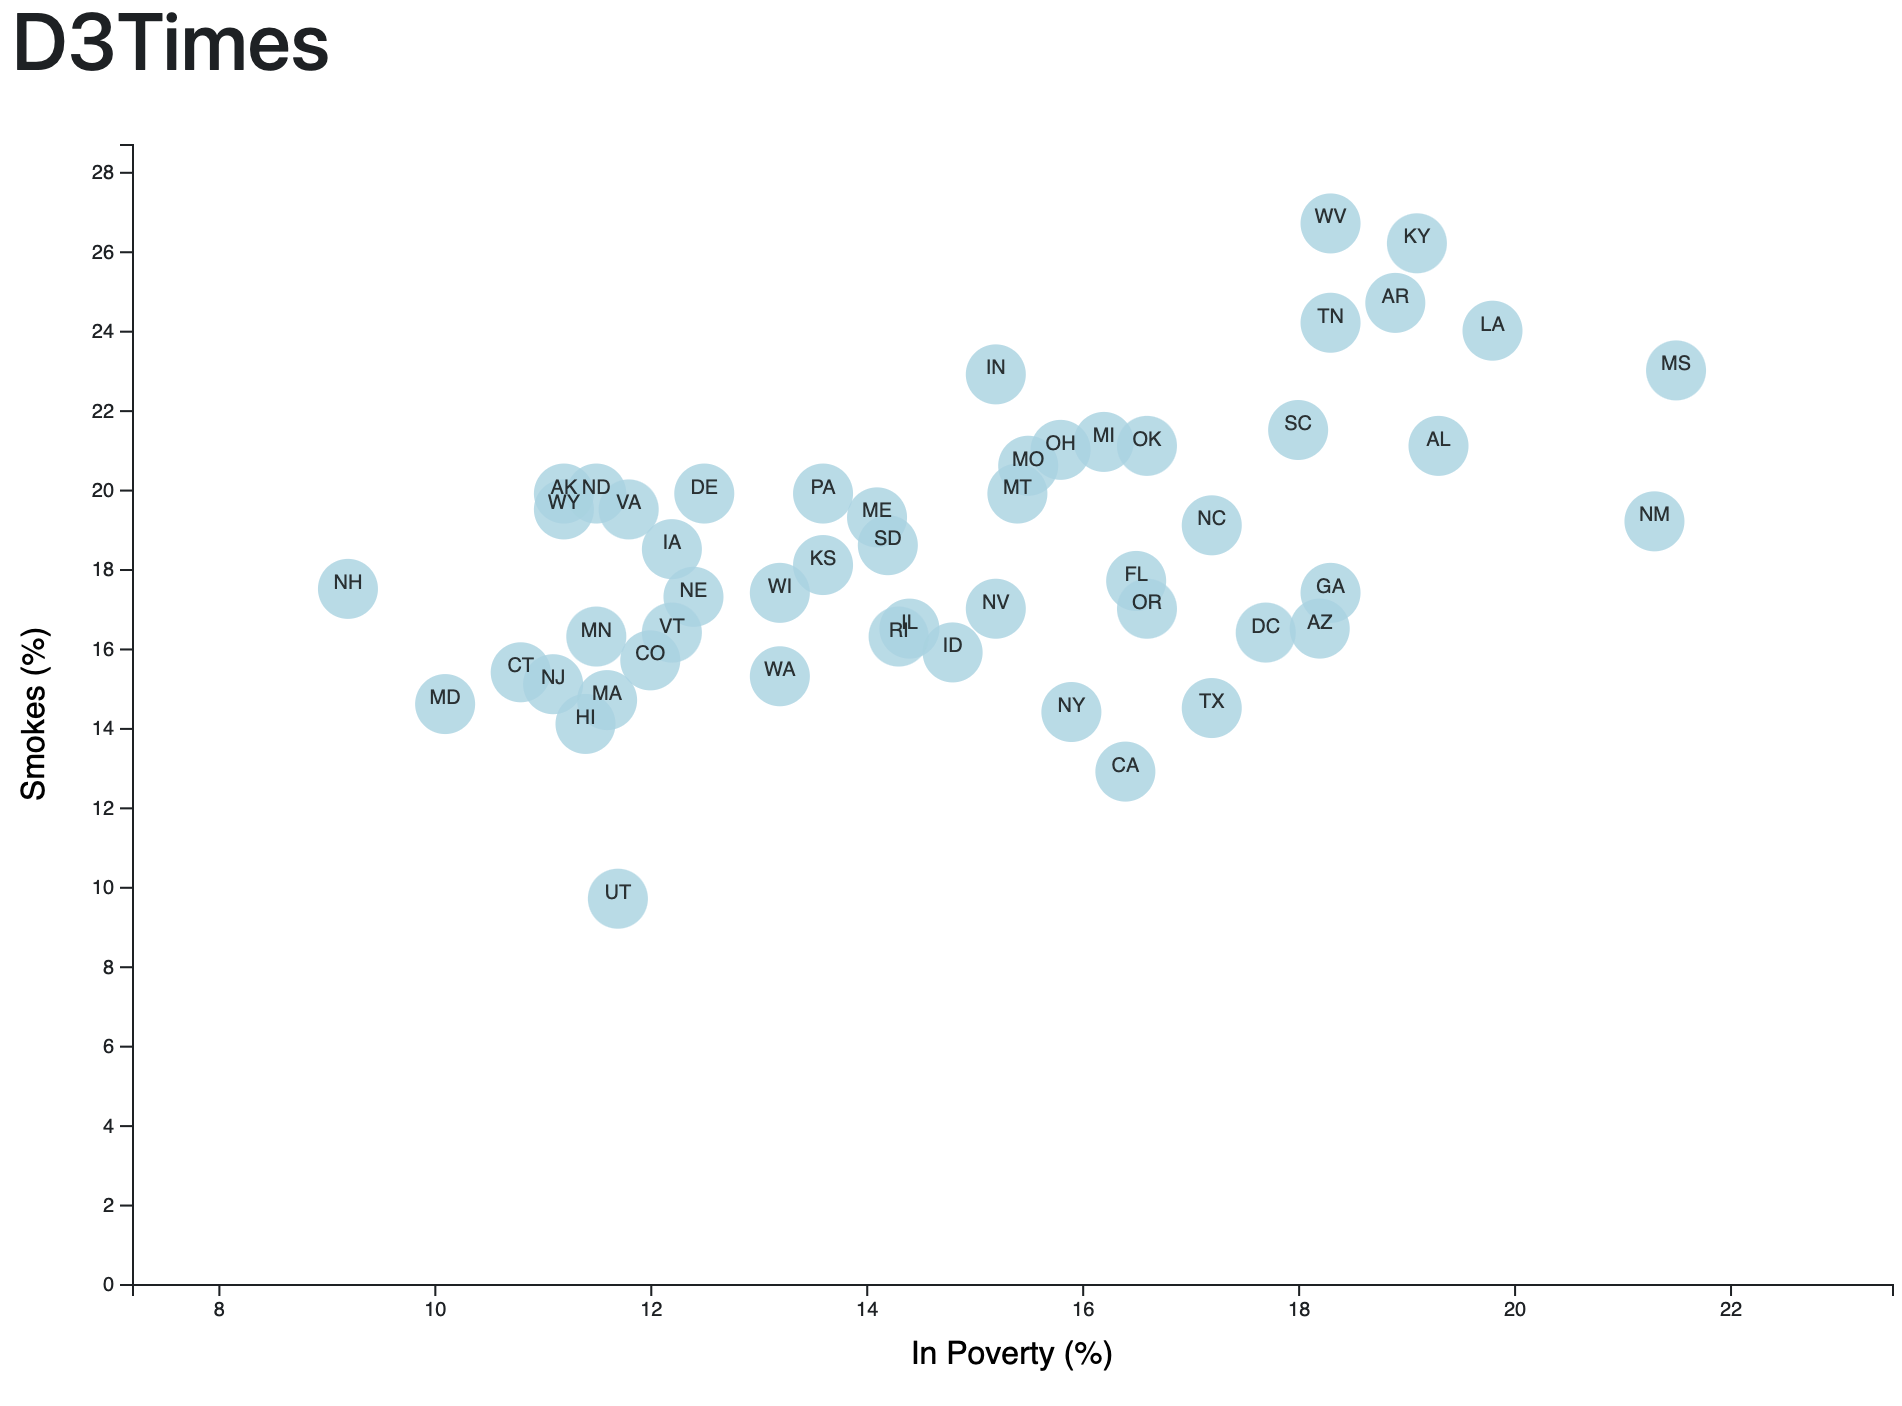 D3Times
28
WV
26
KY
AR
TN
24
LA
IN
MS
22
SC
MI
OK
AL
OH
MO
20
AK
ND
DE
PA
MT
WY
VA
ME
NM
NC
SD
IA
KS
18
FL
NH
WI
GA
NE
NV
OR
IL
AZ
VT
DC
MN
RI
16
CO
ID
CT
WA
NJ
MA
MD
TX
NY
HI
14
CA
12
UT
10
8
6
4
2
0
Smokes (%)
8 10 12 14 16 18 20 22
In Poverty (%)